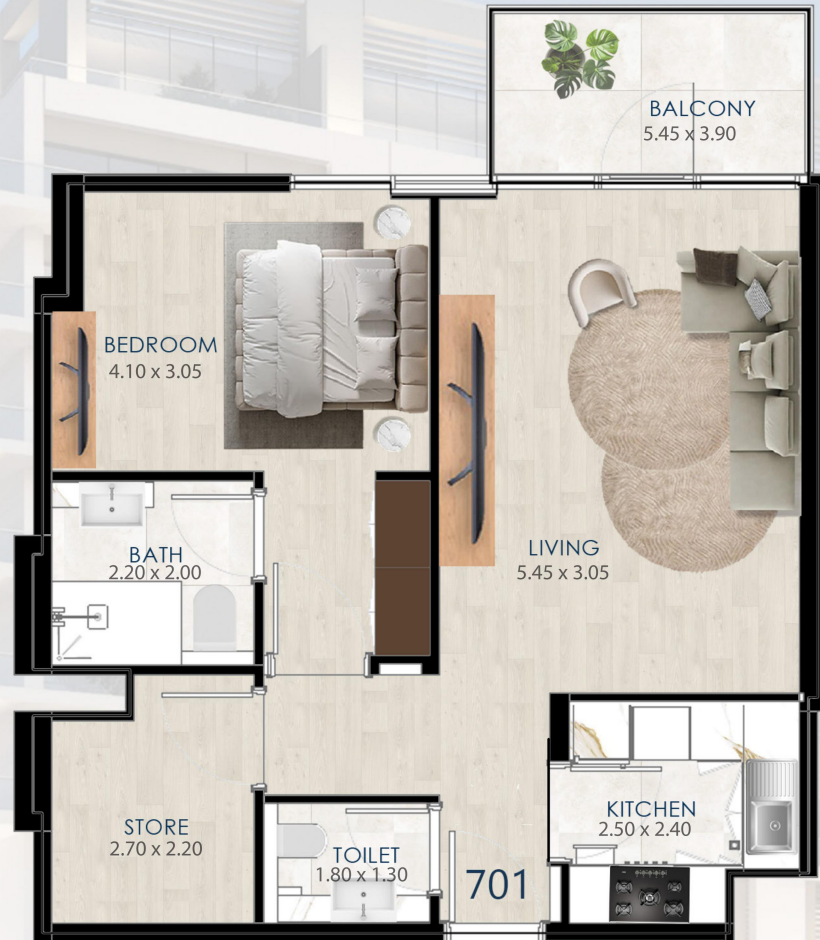 BALCONY
5.45 x 3.90
BEDROOM
4.10 x 3.05
LIVING
5.45 x 3.05
BATH
2.20 x 2.00
KITCHEN
2.50 x 2.40
STORE
2.70 x 2.20
TOILET
1.80 x 1.30
701